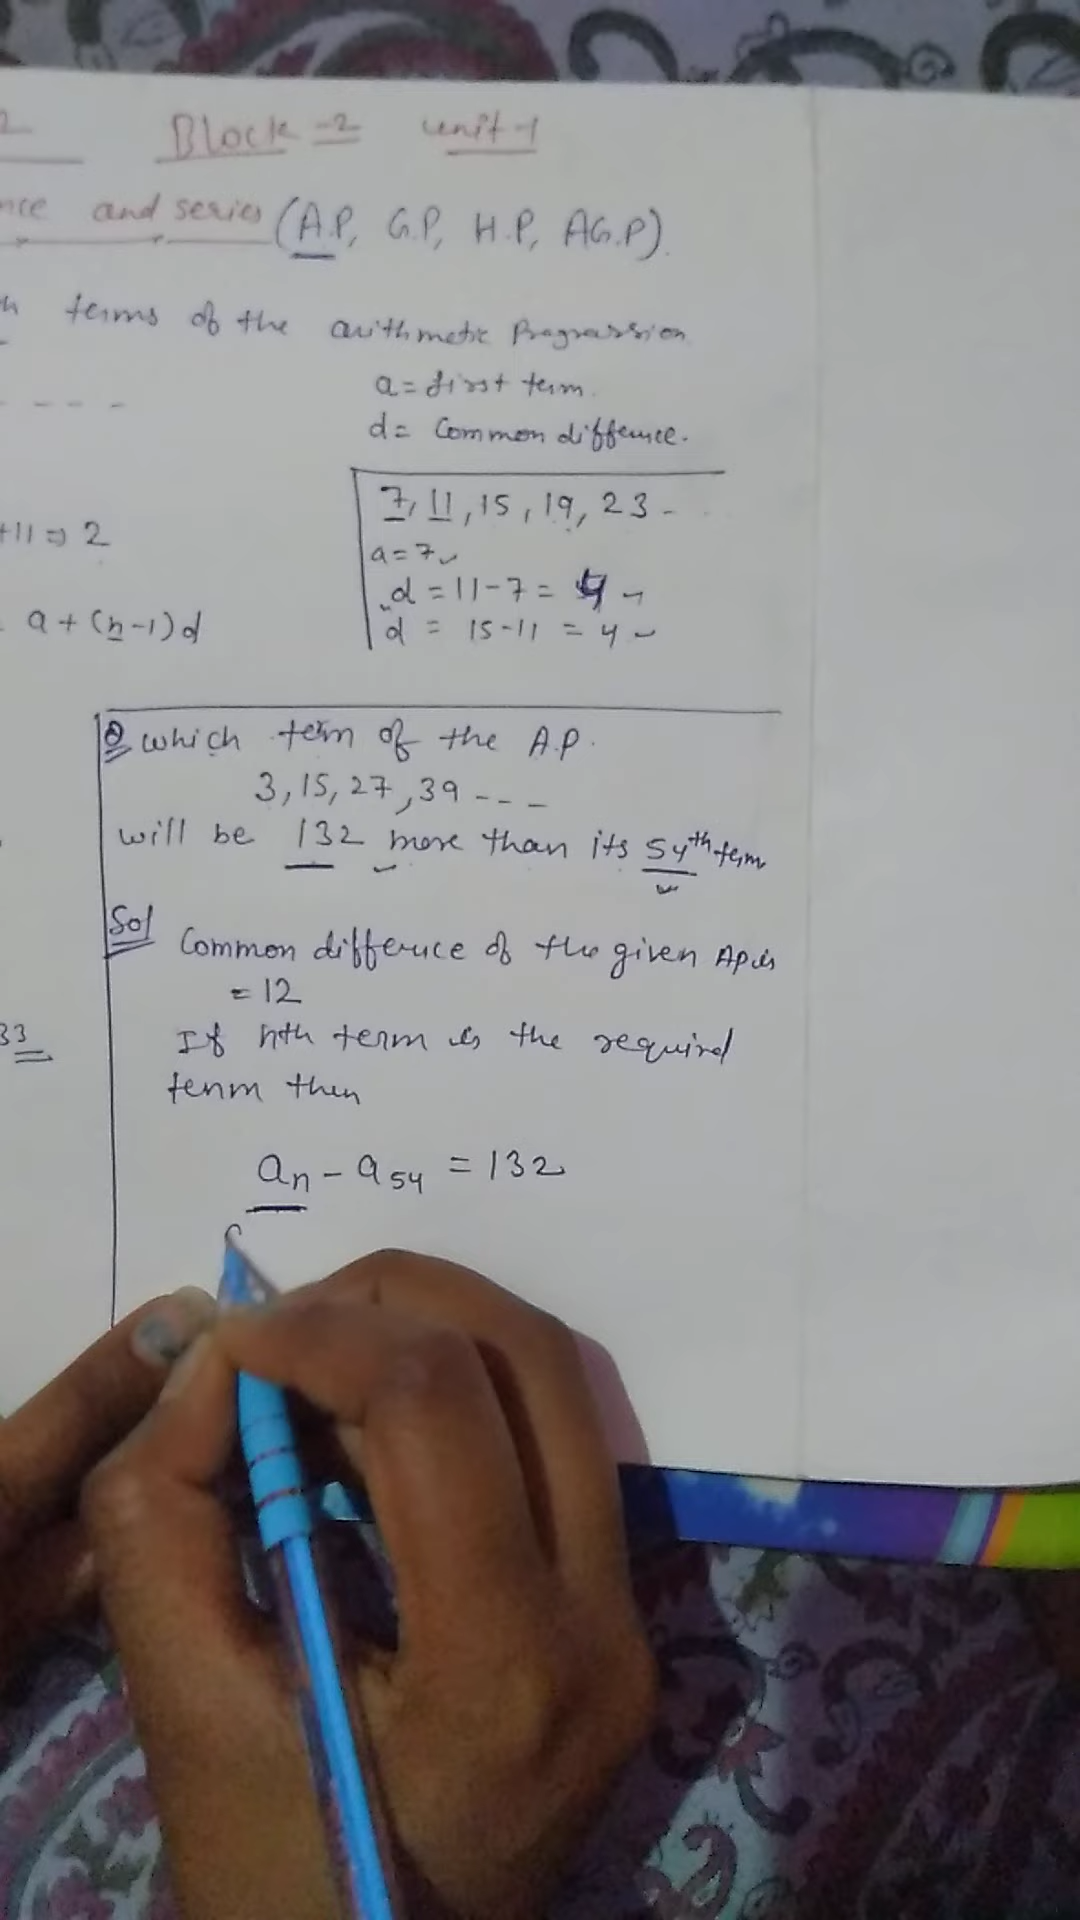 2 Block-2 unit-1
and series (A.P, G.P, H.P, AG.P).
terms of the arithmetic Progression
a = first term.
----
d = Common differnce.
7, 11, 15, 19, 23 -
+11 ⇒ 2
a = 7
d = 11-7 = 4
a + (n-1)d
d = 15-11 = 4
Q which term of the A.P.
3, 15, 27, 39 ---
will be 132 more than its 54th term
Sol
Common differnce of the given AP is
= 12
33
If nth term is the required
term then
an - a54 = 132